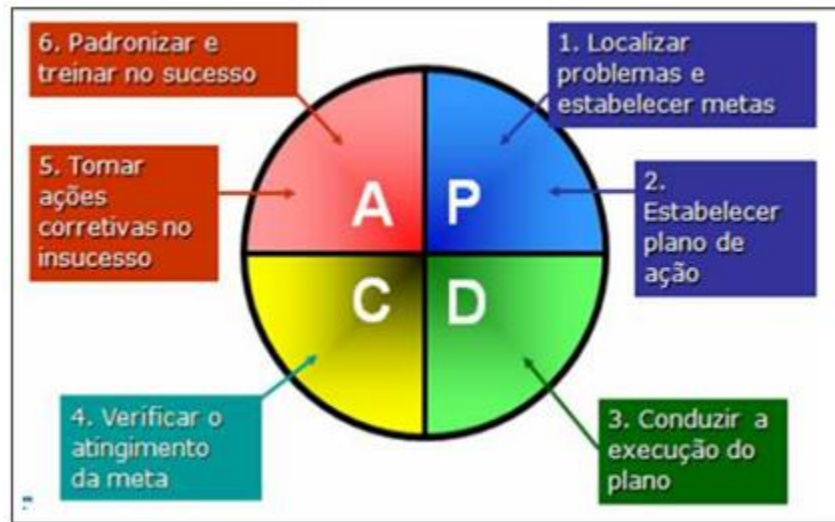 6. Padronizar e
treinar no sucesso
1. Localizar
problemas e
estabelecer metas
5. Tomar
ações
corretivas no
insucesso
A
P
2.
Estabelecer
plano de
ação
C
D
4. Verificar o
atingimento
da meta
3. Conduzir a
execução do
plano